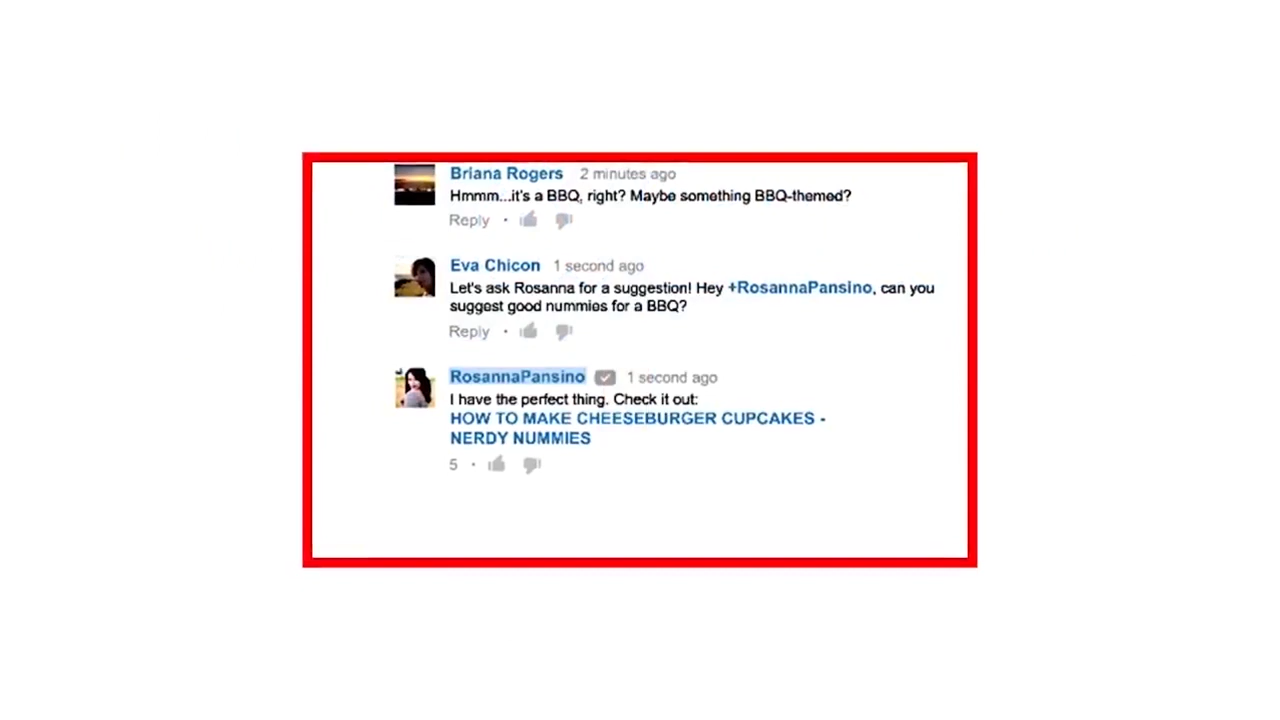 Briana Rogers 2 minutes ago
Hmmm...it's a BBQ, right? Maybe something BBQ-themed?
Reply ·
Eva Chicon 1 second ago
Let's ask Rosanna for a suggestion! Hey +RosannaPansino, can you
suggest good nummies for a BBQ?
Reply ·
RosannaPansino 1 second ago
I have the perfect thing. Check it out:
HOW TO MAKE CHEESEBURGER CUPCAKES -
NERDY NUMMIES
5 ·